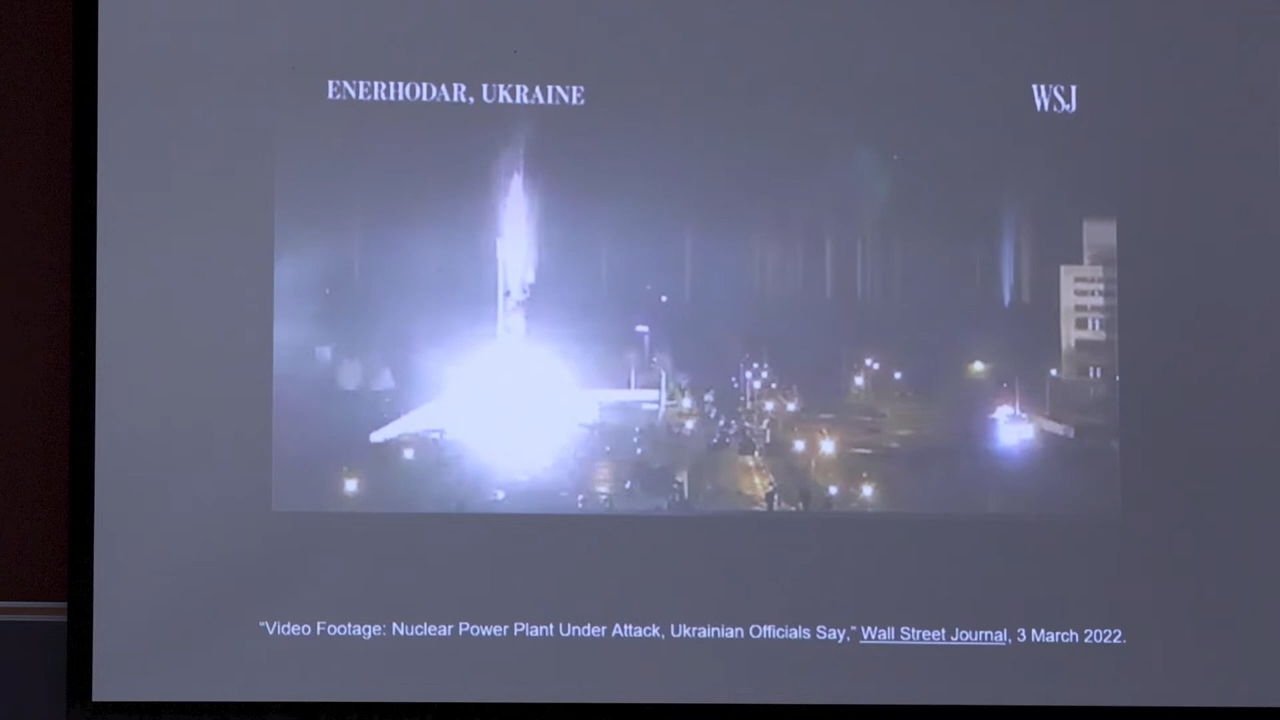 ENERHODAR, UKRAINE
WSJ
“Video Footage: Nuclear Power Plant Under Attack, Ukrainian Officials Say,” Wall Street Journal, 3 March 2022.